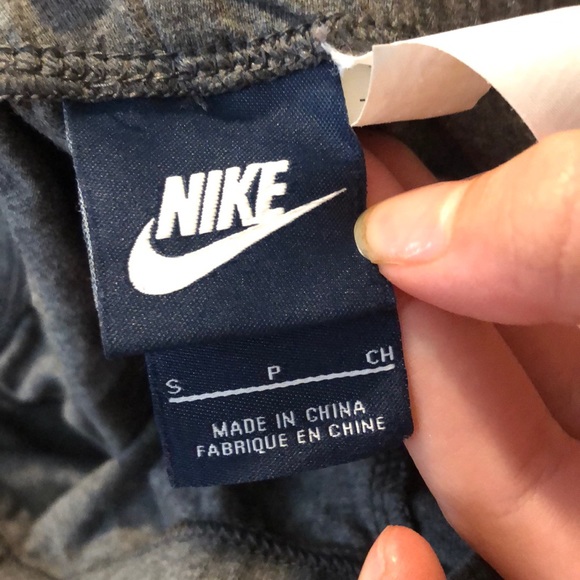 NIKE
S P CH
MADE IN CHINA
FABRIQUE EN CHINE